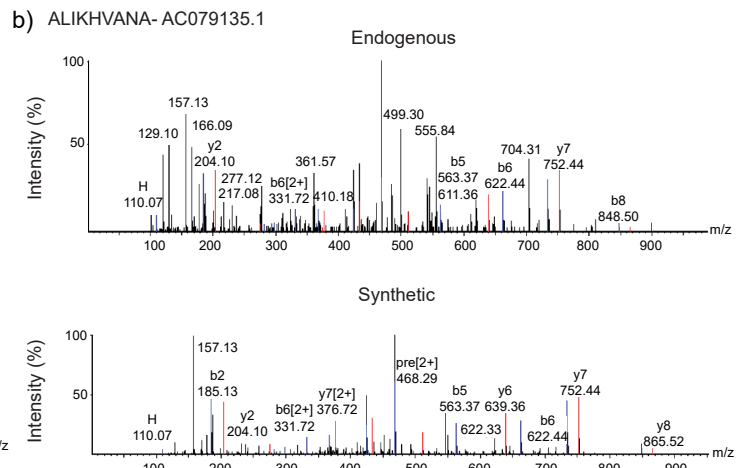 b) ALIKHVANA- AC079135.1
Endogenous
Intensity (%)
100
50
H
110.07
129.10
157.13
166.09
y2
204.10
277.12
217.08
b6[2+]
331.72
361.57
410.18
499.30
555.84
b5
563.37
611.36
b6
622.44
704.31
y7
752.44
b8
848.50
100 200 300 400 500 600 700 800 900 m/z
Synthetic
Intensity (%)
100
50
H
110.07
157.13
b2
185.13
y2
204.10
b6[2+]
331.72
y7[2+]
376.72
pre[2+]
468.29
b5
563.37
622.33
y6
639.36
b6
622.44
y7
752.44
y8
865.52
100 200 300 400 500 600 700 800 900 m/z